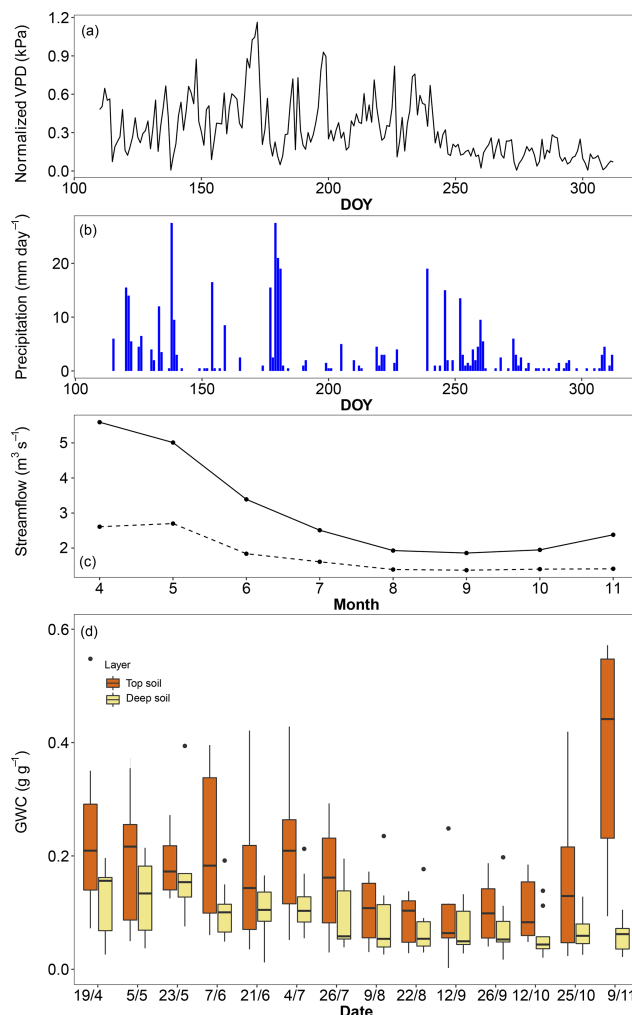 (a)
Normalized VPD (kPa)
1.2
0.9
0.6
0.3
0.0
100 150 200 250 300
DOY
(b)
Precipitation (mm day⁻¹)
20
10
0
100 150 200 250 300
DOY
Streamflow (m³ s⁻¹)
5
4
3
2
(c)
4 5 6 7 8 9 10 11
Month
(d)
GWC (g g⁻¹)
0.6
0.4
0.2
0.0
Layer
Top soil
Deep soil
19/4 5/5 23/5 7/6 21/6 4/7 26/7 9/8 22/8 12/9 26/9 12/10 25/10 9/11
Date